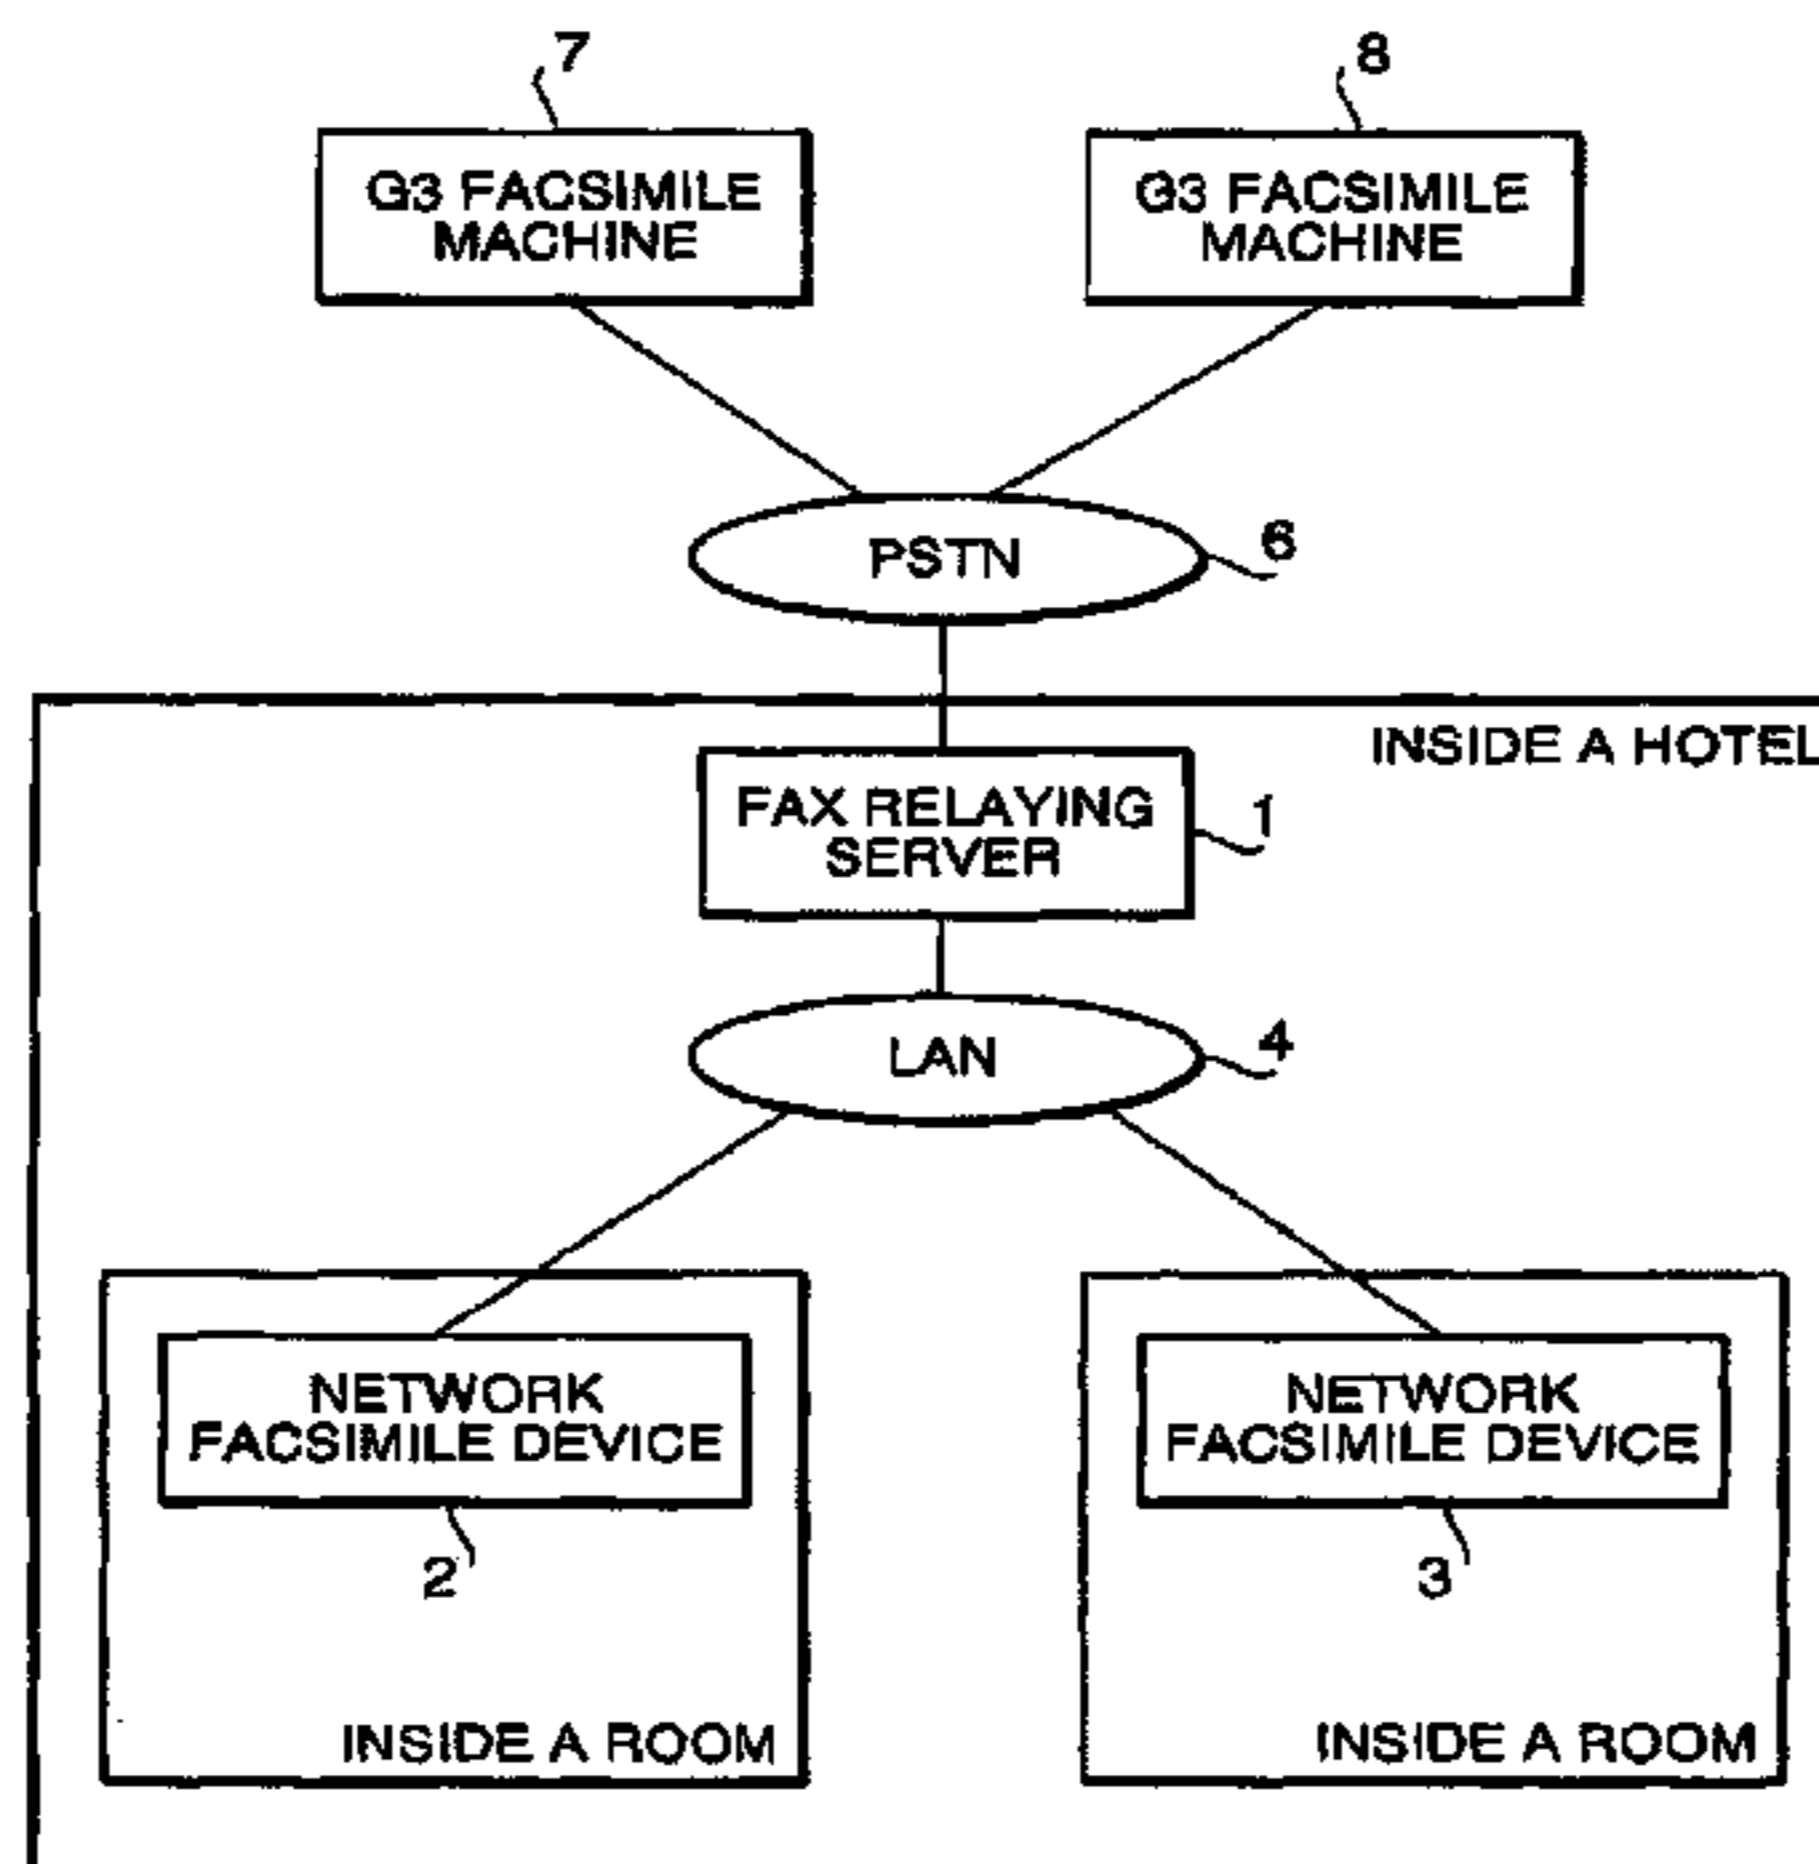 7
8
G3 FACSIMILE
MACHINE
G3 FACSIMILE
MACHINE
PSTN
6
INSIDE A HOTEL
FAX RELAYING
SERVER
1
LAN
4
NETWORK
FACSIMILE DEVICE
NETWORK
FACSIMILE DEVICE
2
3
INSIDE A ROOM
INSIDE A ROOM